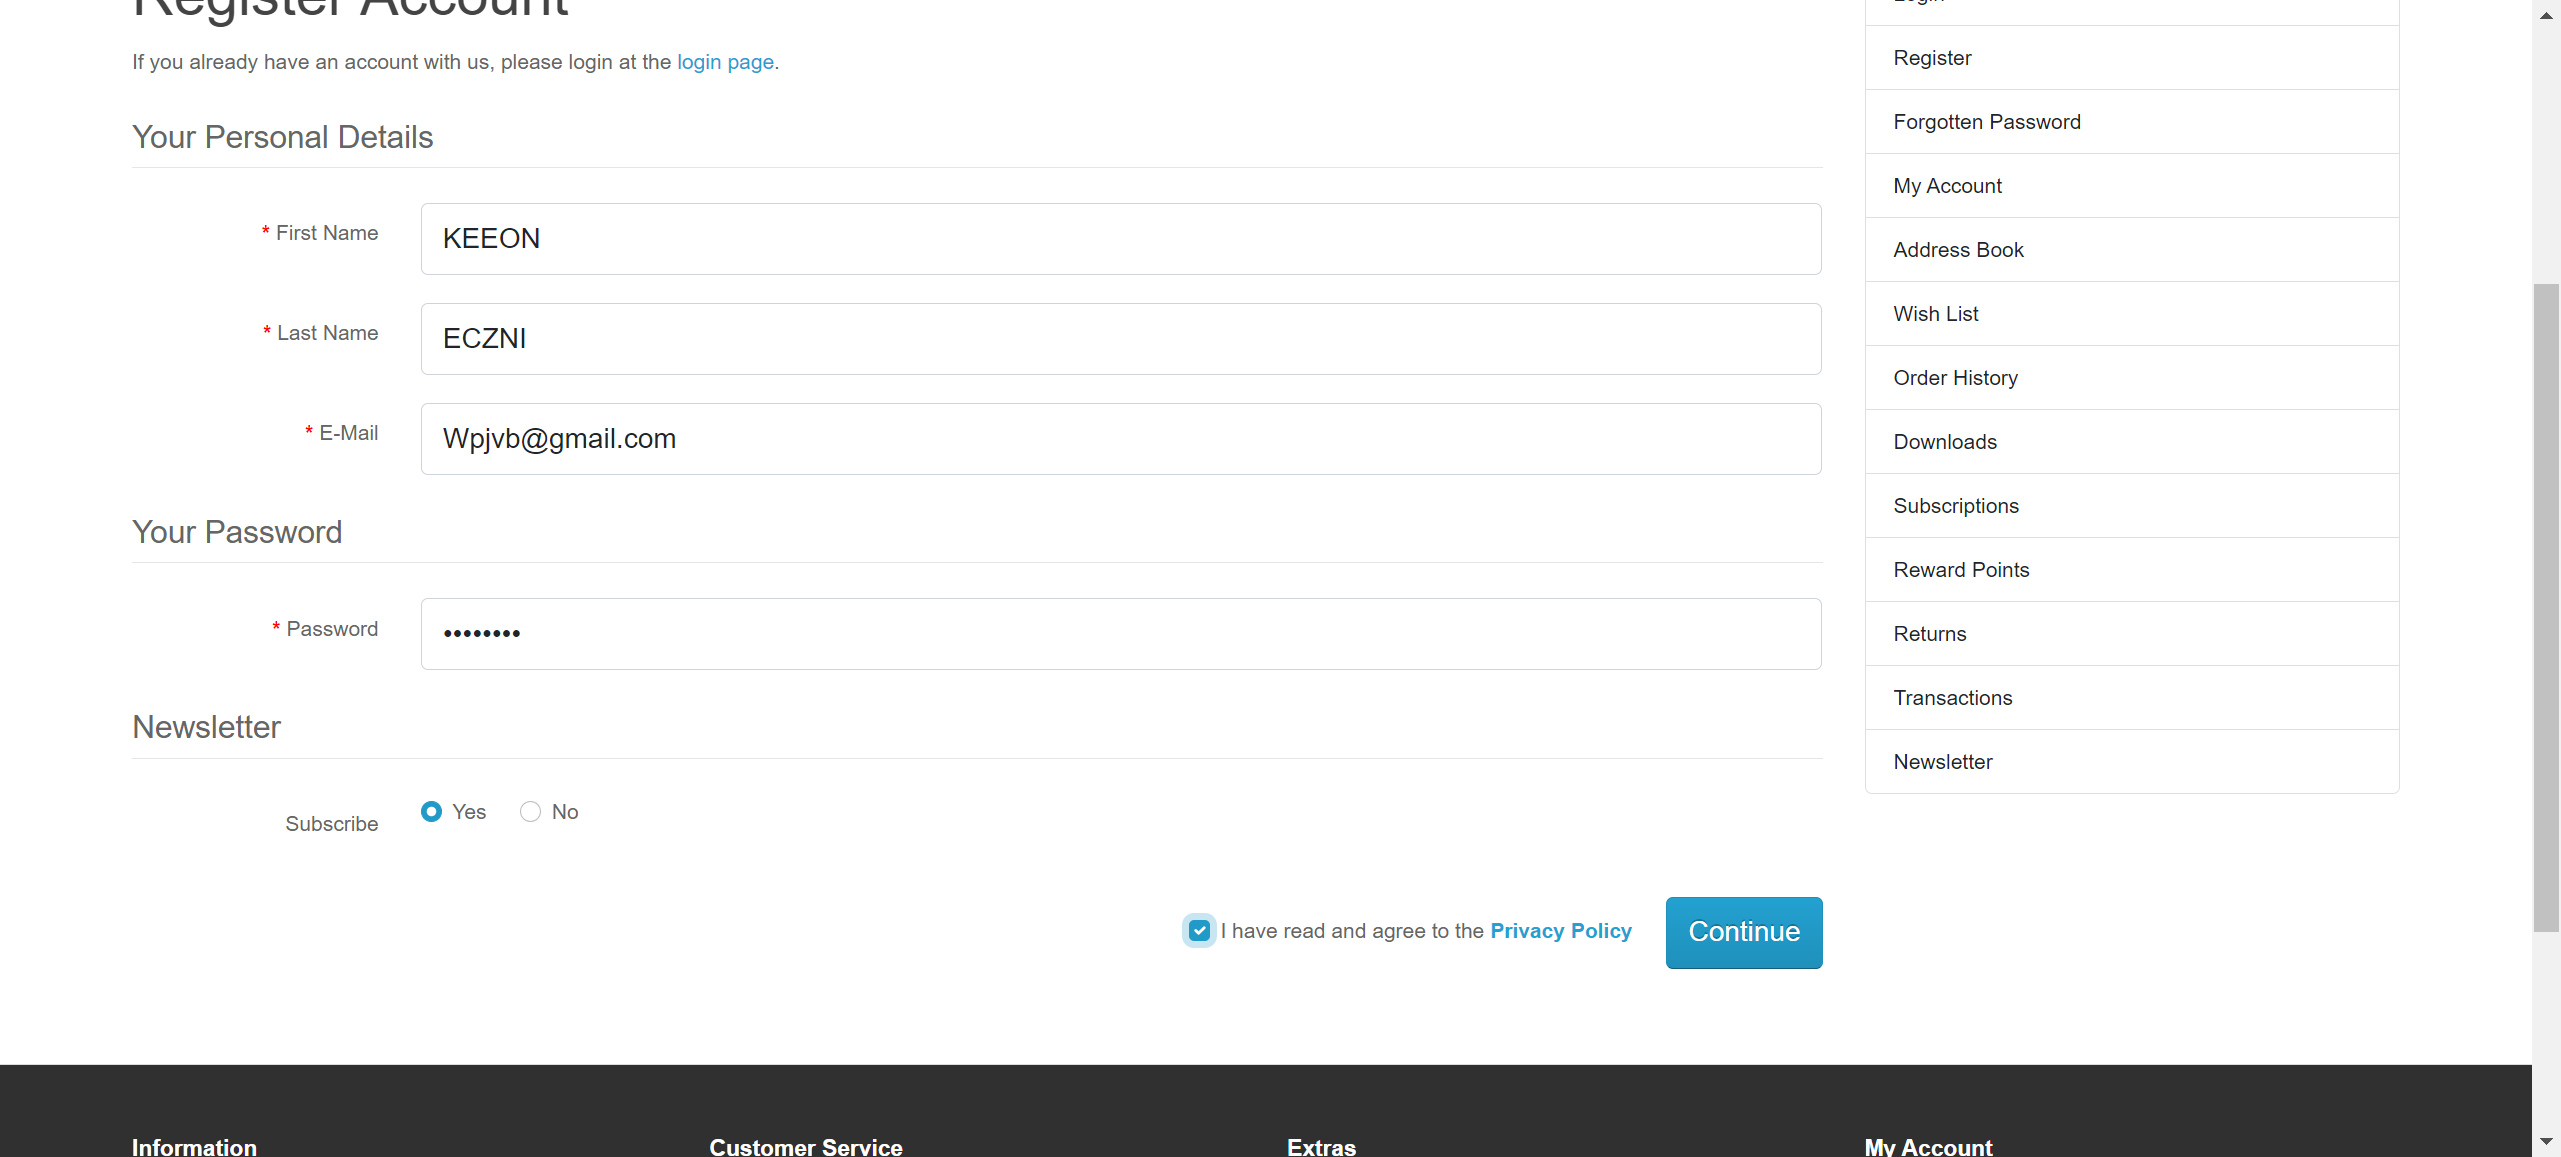 Register Account
Login
If you already have an account with us, please login at the login page.
Register
Forgotten Password
Your Personal Details
My Account
* First Name
KEEON
Address Book
Wish List
* Last Name
ECZNI
Order History
* E-Mail
Wpjvb@gmail.com
Downloads
Subscriptions
Your Password
Reward Points
* Password
••••••••
Returns
Transactions
Newsletter
Newsletter
Subscribe
Yes
No
I have read and agree to the Privacy Policy
Continue
Information
Customer Service
Extras
My Account